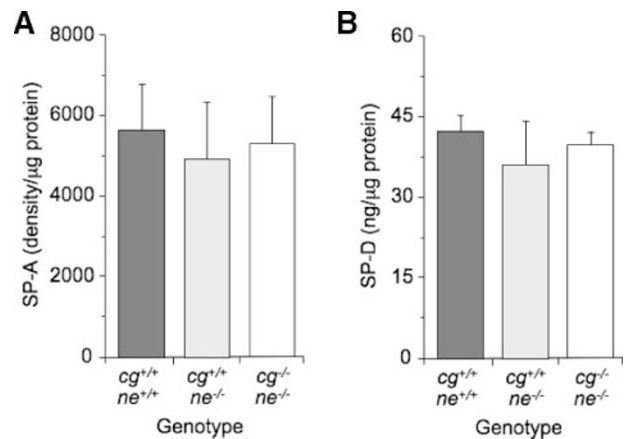 A
SP-A (density/µg protein)
8000
6000
4000
2000
0
cg+/+ cg+/+ cg-/-
ne+/+ ne-/- ne-/-
Genotype
B
SP-D (ng/µg protein)
60
45
30
15
0
cg+/+ cg+/+ cg-/-
ne+/+ ne-/- ne-/-
Genotype